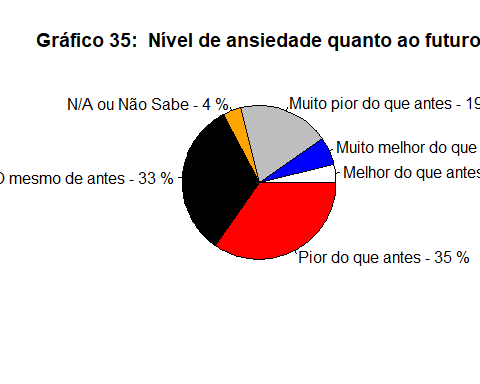 Gráfico 35: Nível de ansiedade quanto ao futuro
N/A ou Não Sabe - 4 %
Muito pior do que antes - 19
Muito melhor do que
Melhor do que antes
O mesmo de antes - 33 %
Pior do que antes - 35 %